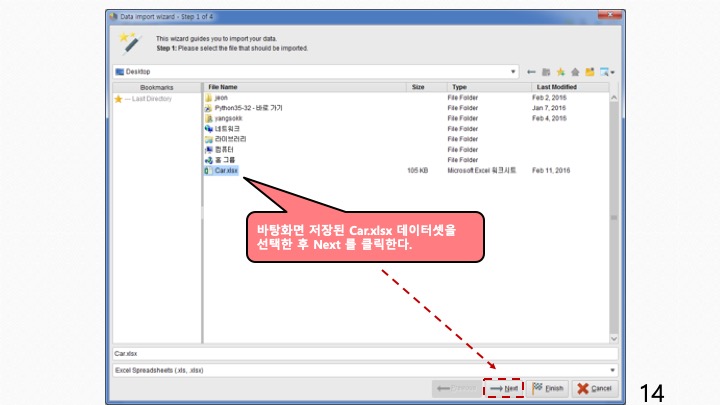 Data import wizard - Step 1 of 4
This wizard guides you to import your data.
Step 1: Please select the file that should be imported.
Desktop
Bookmarks File Name Size Type Last Modified
-- Last Directory
jeon File Folder Feb 2, 2016
Python35-32 - 바로 가기 File Folder Jan 7, 2016
yangsokk File Folder Feb 4, 2016
네트워크 File Folder
라이브러리 File Folder
컴퓨터 File Folder
홈 그룹 File Folder
Car.xlsx 105 KB Microsoft Excel 워크시트 Feb 11, 2016
바탕화면 저장된 Car.xlsx 데이터셋을
선택한 후 Next 를 클릭한다.
Car.xlsx
Excel Spreadsheets (.xls, .xlsx)
Previous Next Finish Cancel
14